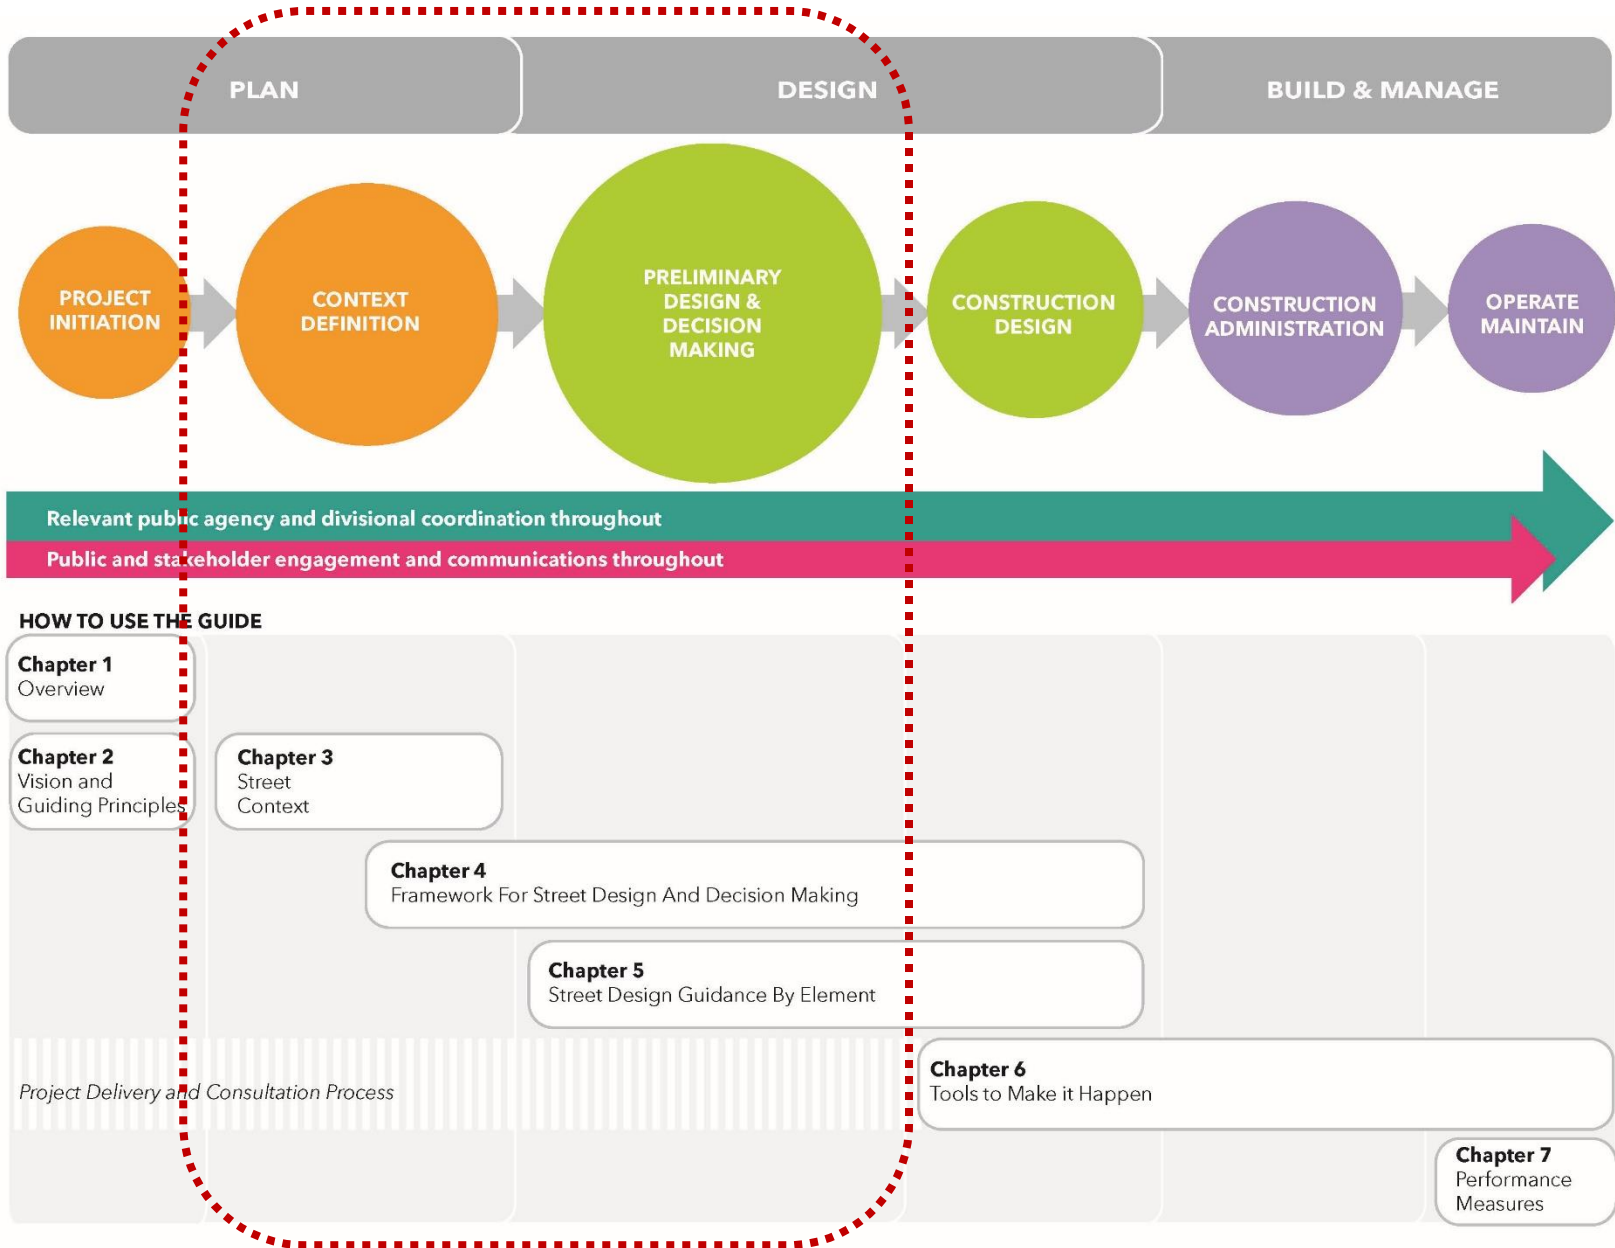 PLAN
DESIGN
BUILD & MANAGE
PROJECT
INITIATION
CONTEXT
DEFINITION
PRELIMINARY
DESIGN &
DECISION
MAKING
CONSTRUCTION
DESIGN
CONSTRUCTION
ADMINISTRATION
OPERATE
MAINTAIN
Relevant public agency and divisional coordination throughout
Public and stakeholder engagement and communications throughout
HOW TO USE THE GUIDE
Chapter 1
Overview
Chapter 2
Vision and
Guiding Principles
Chapter 3
Street
Context
Chapter 4
Framework For Street Design And Decision Making
Chapter 5
Street Design Guidance By Element
Project Delivery and Consultation Process
Chapter 6
Tools to Make it Happen
Chapter 7
Performance
Measures